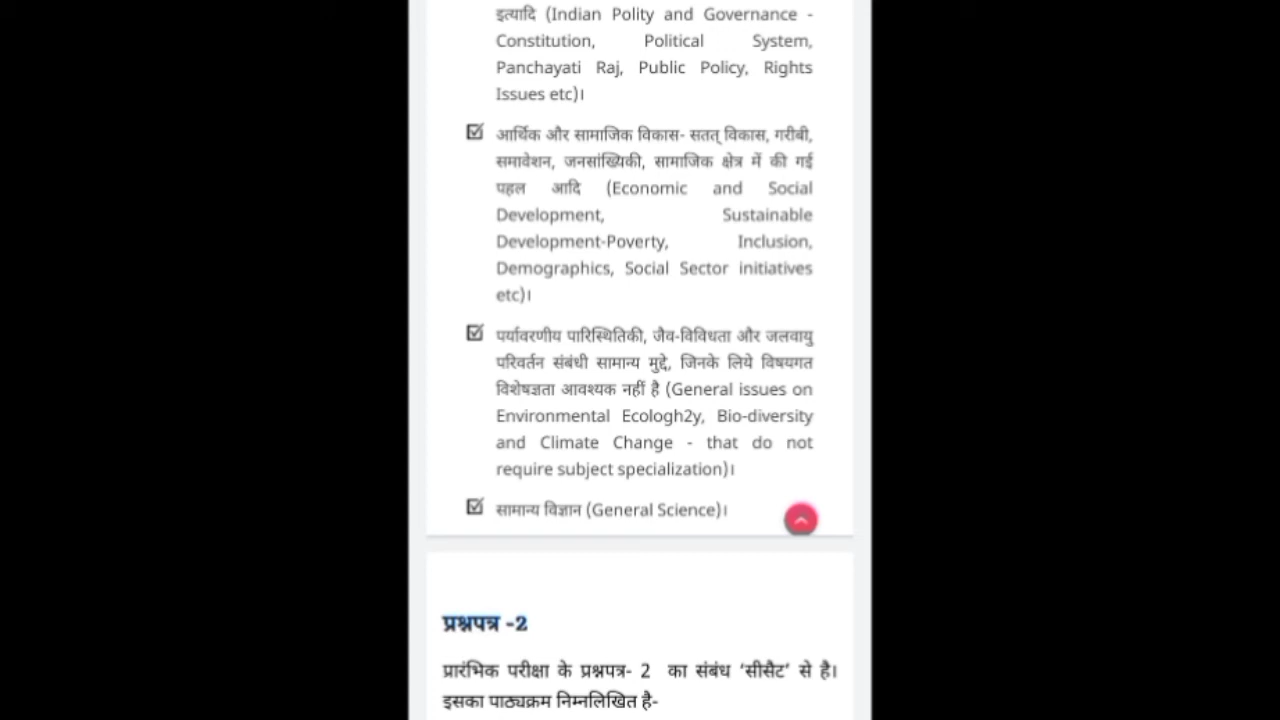 इत्यादि (Indian Polity and Governance -
Constitution, Political System,
Panchayati Raj, Public Policy, Rights
Issues etc)।
आर्थिक और सामाजिक विकास- सतत् विकास, गरीबी,
समावेशन, जनसांख्यिकी, सामाजिक क्षेत्र में की गई
पहल आदि (Economic and Social
Development, Sustainable
Development-Poverty, Inclusion,
Demographics, Social Sector initiatives
etc)।
पर्यावरणीय पारिस्थितिकी, जैव-विविधता और जलवायु
परिवर्तन संबंधी सामान्य मुद्दे, जिनके लिये विषयगत
विशेषज्ञता आवश्यक नहीं है (General issues on
Environmental Ecologh2y, Bio-diversity
and Climate Change - that do not
require subject specialization)।
सामान्य विज्ञान (General Science)।
प्रश्नपत्र -2
प्रारंभिक परीक्षा के प्रश्नपत्र- 2 का संबंध ‘सीसैट’ से है।
इसका पाठ्यक्रम निम्नलिखित है-